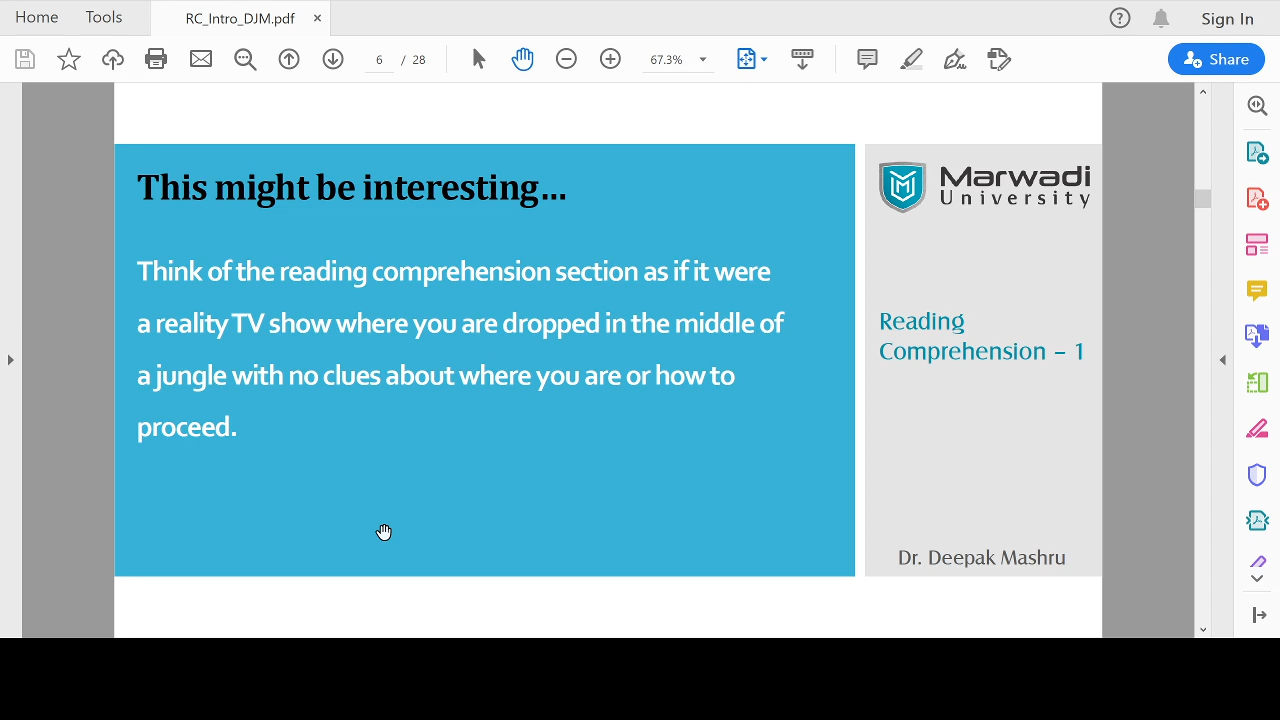 Home Tools RC_Intro_DJM.pdf × Sign In
6 / 28 67.3% Share
This might be interesting...
Think of the reading comprehension section as if it were
a reality TV show where you are dropped in the middle of
a jungle with no clues about where you are or how to
proceed.
Marwadi
University
Reading
Comprehension – 1
Dr. Deepak Mashru